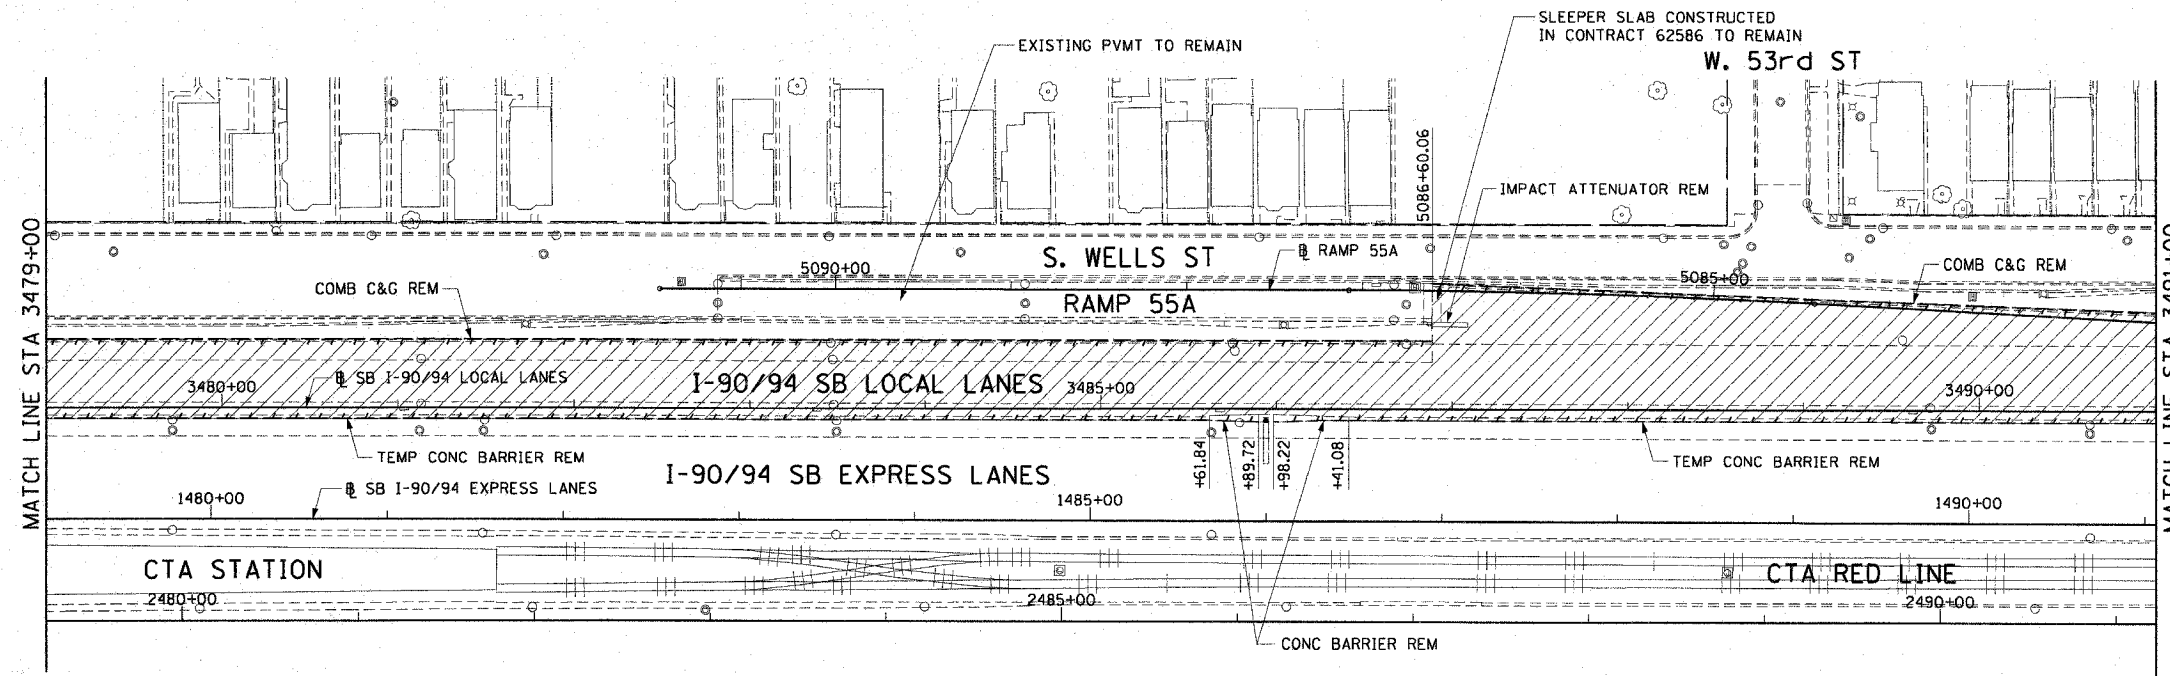 SLEEPER SLAB CONSTRUCTED
IN CONTRACT 62586 TO REMAIN
EXISTING PVMT TO REMAIN
W. 53rd ST
5086+60.06
IMPACT ATTENUATOR REM
MATCH LINE STA 3479+00
S. WELLS ST
℄ RAMP 55A
5090+00
5085+00
COMB C&G REM
COMB C&G REM
RAMP 55A
MATCH LINE STA 3491+00
3480+00
℄ SB I-90/94 LOCAL LANES
I-90/94 SB LOCAL LANES
3485+00
3490+00
TEMP CONC BARRIER REM
I-90/94 SB EXPRESS LANES
+61.84
+89.72
+98.22
+41.08
TEMP CONC BARRIER REM
1480+00
℄ SB I-90/94 EXPRESS LANES
1485+00
1490+00
CTA STATION
CTA RED LINE
2480+00
2485+00
2490+00
CONC BARRIER REM